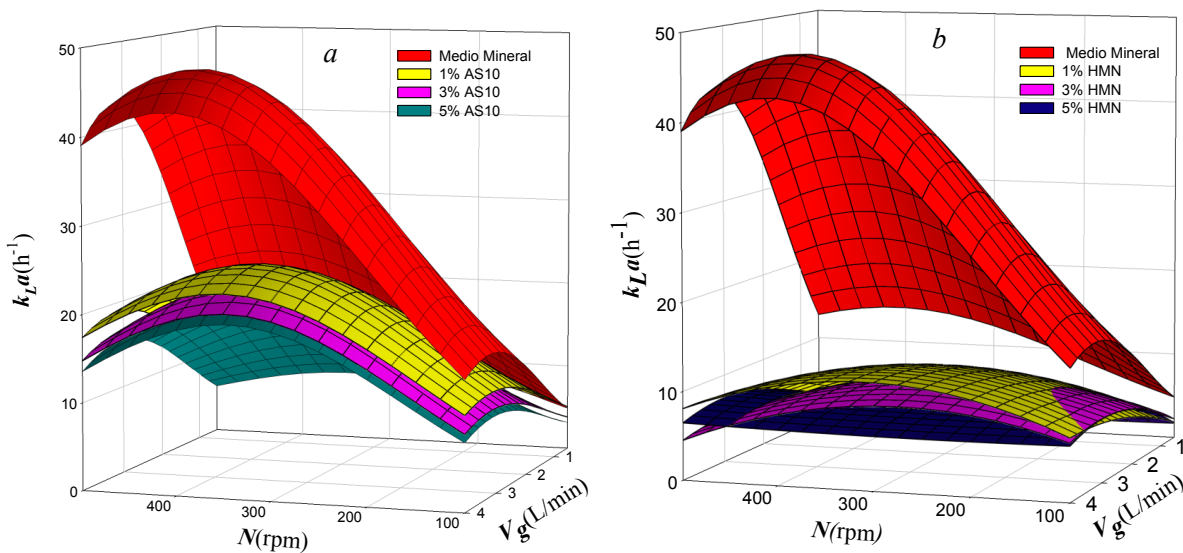 a
Medio Mineral
1% AS10
3% AS10
5% AS10
50
40
30
20
10
0
kLa(h-1)
400
300
200
100
N(rpm)
1
2
3
4
Vg(L/min)
b
Medio Mineral
1% HMN
3% HMN
5% HMN
50
40
30
20
10
0
kLa(h-1)
400
300
200
100
N(rpm)
1
2
3
4
Vg(L/min)